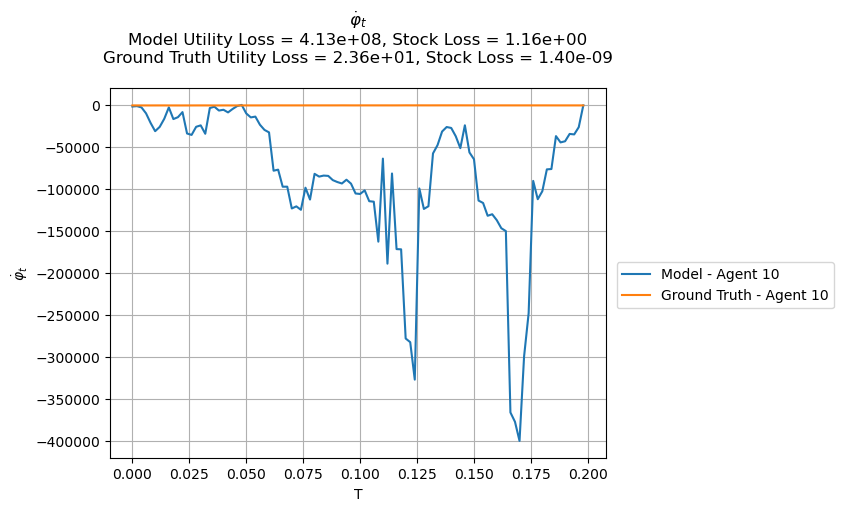 φ̇ₜ
Model Utility Loss = 4.13e+08, Stock Loss = 1.16e+00
Ground Truth Utility Loss = 2.36e+01, Stock Loss = 1.40e-09
0
−50000
−100000
−150000
−200000
−250000
−300000
−350000
−400000
φ̇ₜ
0.000 0.025 0.050 0.075 0.100 0.125 0.150 0.175 0.200
T
Model - Agent 10
Ground Truth - Agent 10